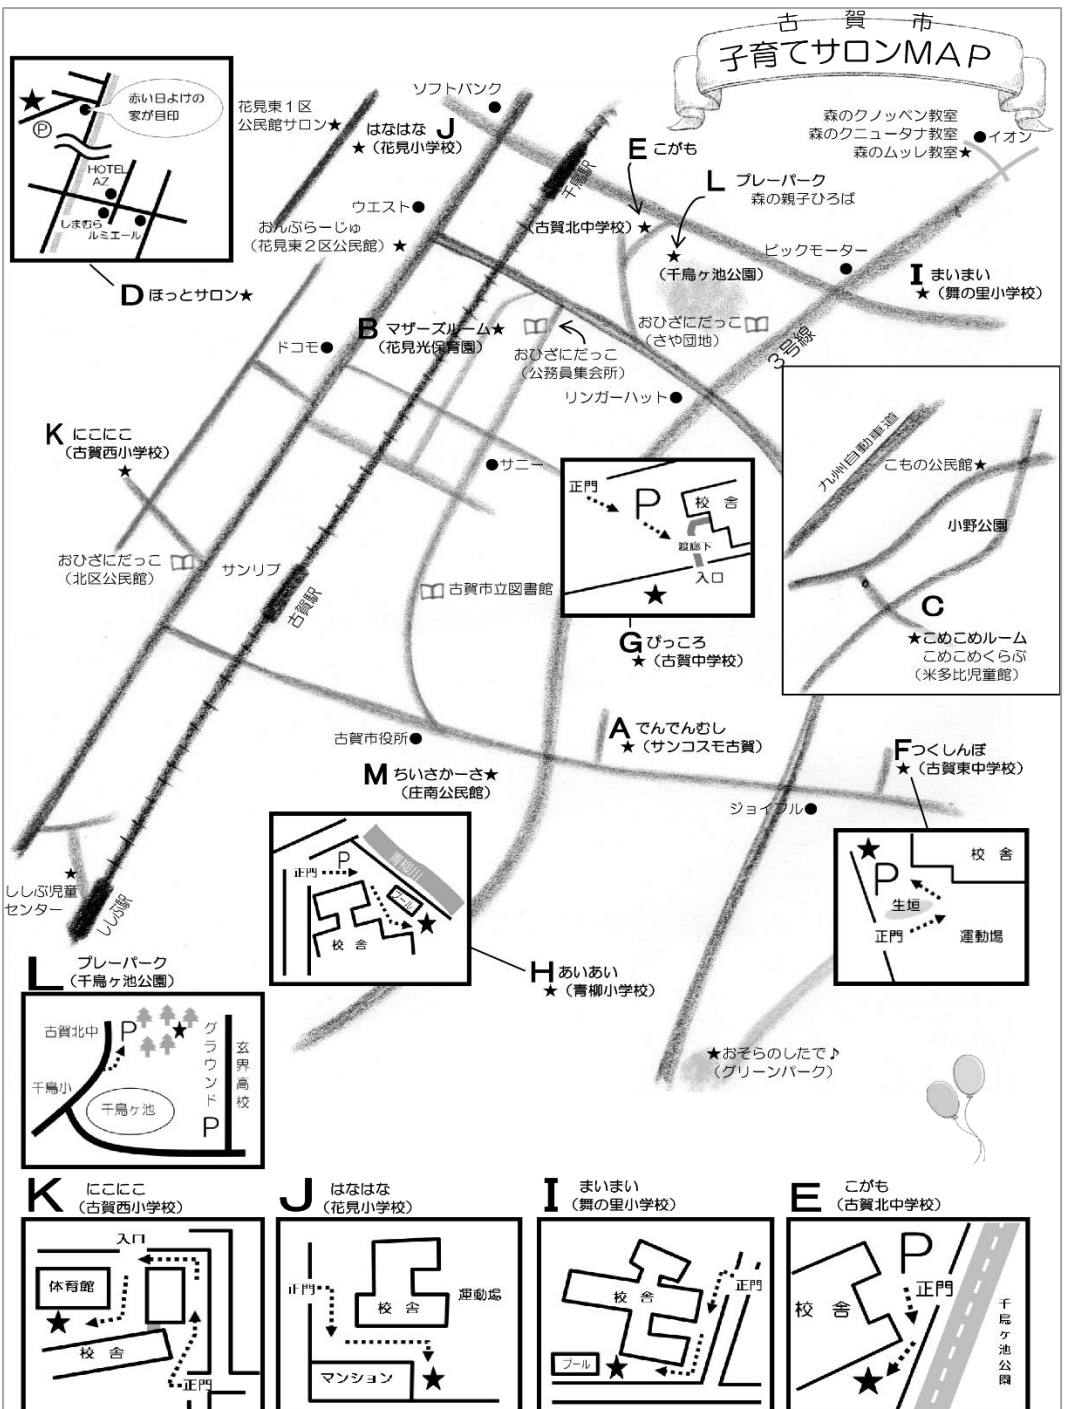 古賀市
子育てサロンMAP
赤い日よけの
家が目印
P
HOTEL
AZ
しまむら
ルミエール
D ほっとサロン★
花見東1区
公民館サロン★
ソフトバンク
はなはな J
★(花見小学校)
ウエスト●
おんぶらーじゅ
(花見東2区公民館)★
千鳥駅
E こがも
(古賀北中学校)★
L プレーパーク
森の親子ひろば
★
(千鳥ヶ池公園)
森のクノッペン教室
森のクニュータナ教室
森のムッレ教室★
●イオン
ビックモーター
I まいまい
★(舞の里小学校)
B マザーズルーム★
(花見光保育園)
ドコモ●
おひざにだっこ
(公務員集会所)
おひざにだっこ
(さや団地)
3号線
リンガーハット●
K にこにこ
(古賀西小学校)
★
●サニー
おひざにだっこ
(北区公民館)
サンリブ
古賀駅
古賀市立図書館
正門
P
校舎
渡廊下
入口
★
G ぴっころ
★(古賀中学校)
九州自動車道
こもの公民館★
小野公園
C
★こめこめルーム
こめこめくらぶ
(米多比児童館)
古賀市役所●
A でんでんむし
★(サンコスモ古賀)
M ちいさかーさ★
(庄南公民館)
F つくしんぼ
★(古賀東中学校)
ジョイフル●
★
ししぶ児童
センター
ししぶ駅
正門
P
青柳川
プール
校舎
★
H あいあい
★(青柳小学校)
★
P
校舎
生垣
正門
運動場
★おそらのしたで♪
(グリーンパーク)
L プレーパーク
(千鳥ヶ池公園)
古賀北中
P
★
グラウンド
玄界高校
千鳥小
千鳥ヶ池
P
K にこにこ
(古賀西小学校)
入口
体育館
★
校舎
正門
J はなはな
(花見小学校)
正門
校舎
運動場
マンション
★
I まいまい
(舞の里小学校)
校舎
正門
プール
★
E こがも
(古賀北中学校)
P
正門
校舎
★
千鳥ヶ池公園